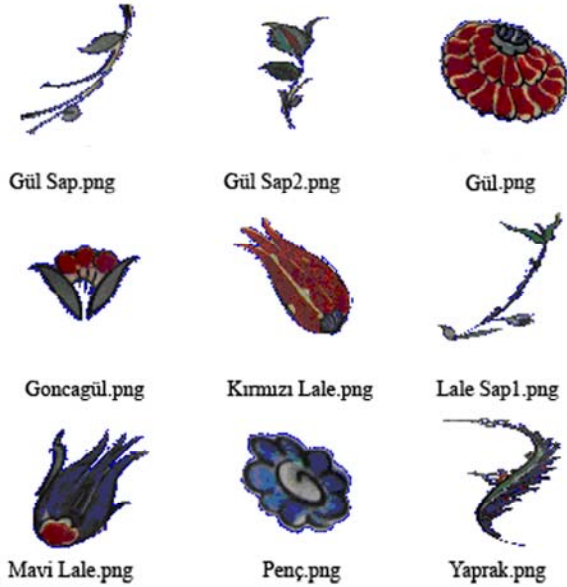 Gül Sap.png Gül Sap2.png Gül.png
Goncagül.png Kırmızı Lale.png Lale Sap1.png
Mavi Lale.png Penç.png Yaprak.png